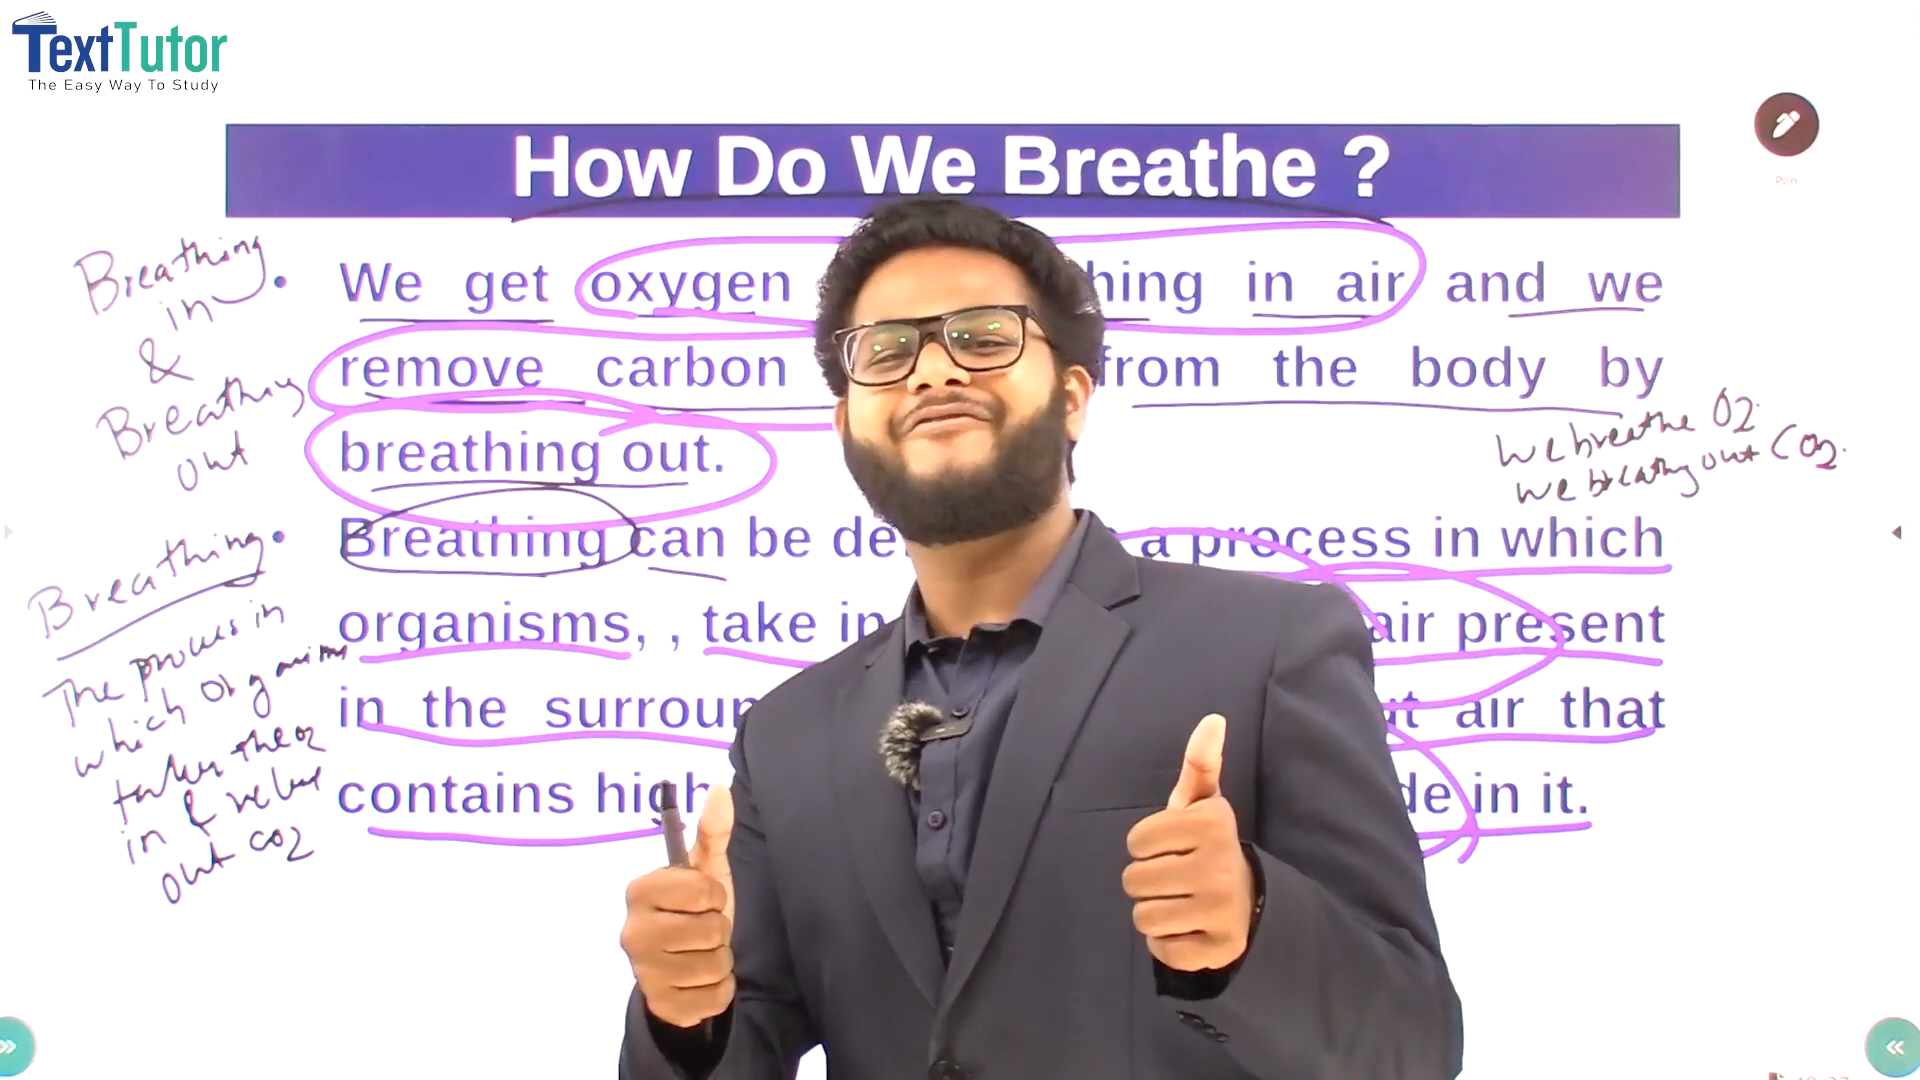 TextTutor
The Easy Way To Study
How Do We Breathe ?
Pen
We get oxygen hing in air and we
remove carbon from the body by
breathing out.
Breathing can be de a process in which
organisms, , take in air present
in the surroun ut air that
contains high de in it.
Breathing
in
&
Breathing
out
Breathing
The process in
which organisms
taken the O2
in &
out CO2
We breathe O2
We breathing out CO2.